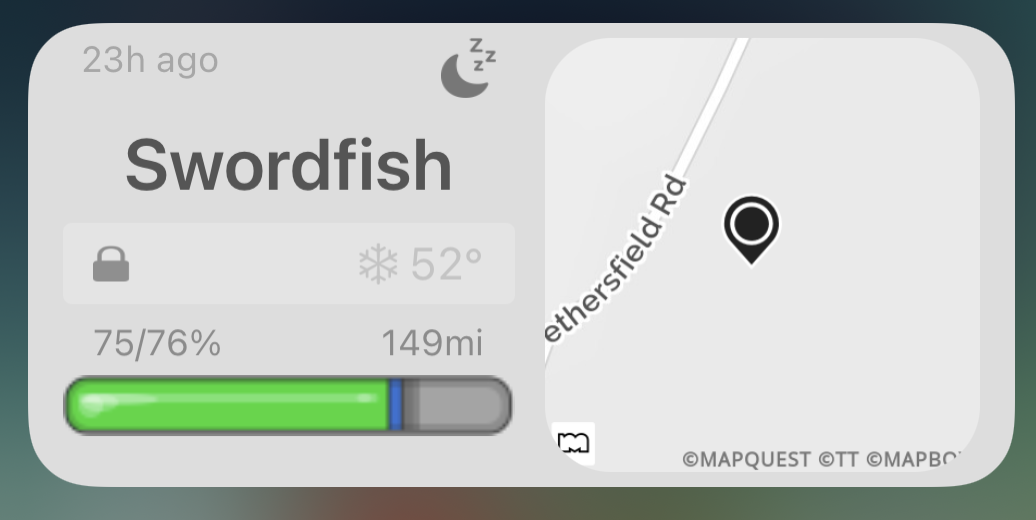 23h ago
z z z
Swordfish
52°
75/76%
149mi
ethersfield Rd
©MAPQUEST ©TT ©MAPBO